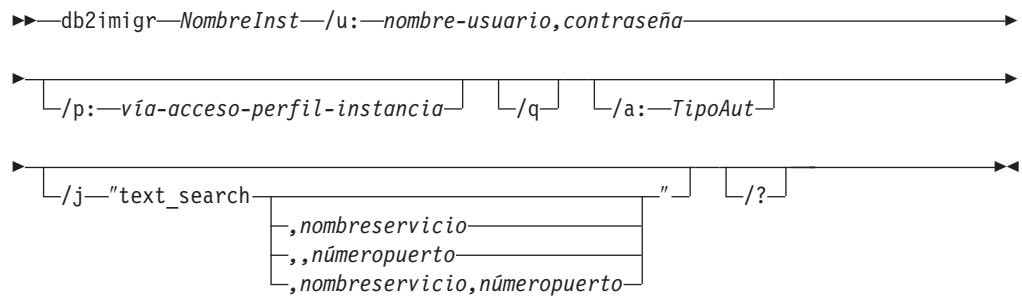 db2imigr NombreInst /u: nombre-usuario,contraseña
/p: vía-acceso-perfil-instancia /q /a: TipoAut
/j "text_search " /?
,nombreservicio
,,númeropuerto
,nombreservicio,númeropuerto